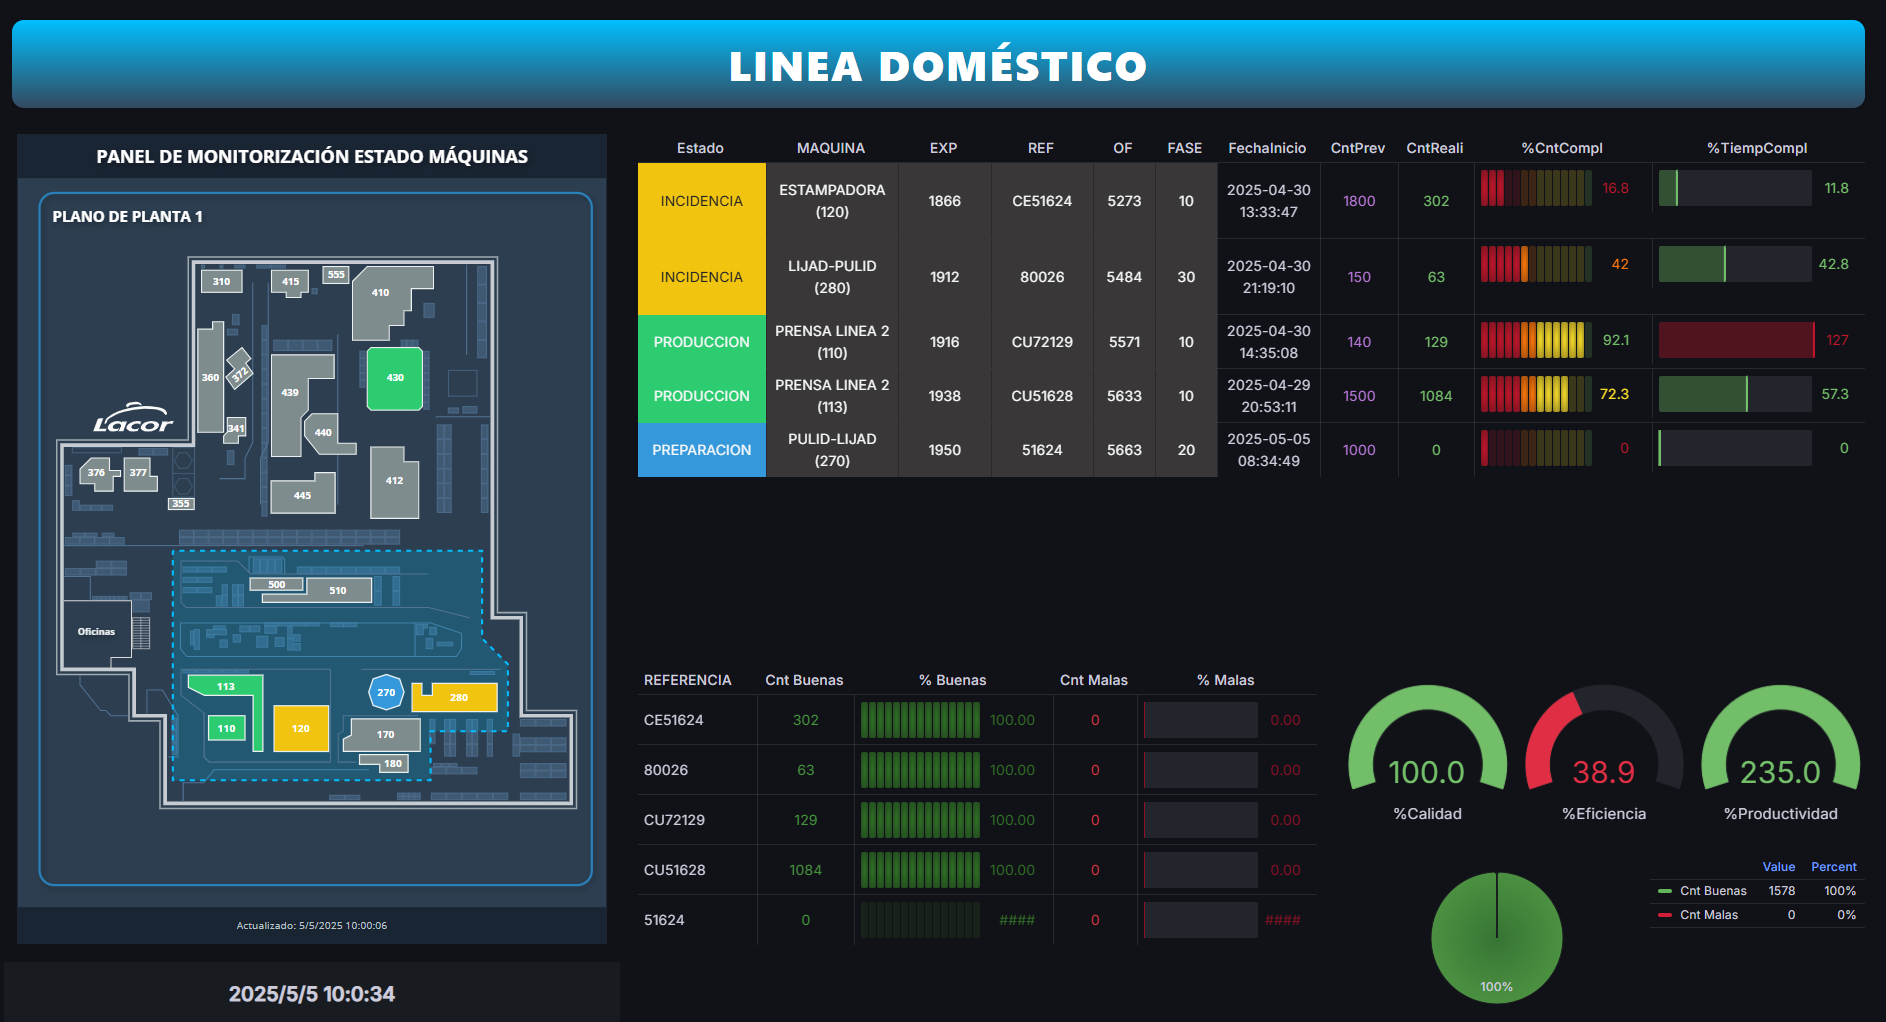 LINEA DOMÉSTICO
PANEL DE MONITORIZACIÓN ESTADO MÁQUINAS
PLANO DE PLANTA 1
310
415
555
410
360
372
430
439
341
440
Lacor
376
377
355
445
412
500
510
Oficinas
113
270
280
110
120
170
180
Actualizado: 5/5/2025 10:00:06
2025/5/5 10:0:34
Estado MAQUINA EXP REF OF FASE FechaInicio CntPrev CntReali %CntCompl %TiempCompl
INCIDENCIA ESTAMPADORA (120) 1866 CE51624 5273 10 2025-04-30 13:33:47 1800 302 16.8 11.8
INCIDENCIA LIJAD-PULID (280) 1912 80026 5484 30 2025-04-30 21:19:10 150 63 42 42.8
PRODUCCION PRENSA LINEA 2 (110) 1916 CU72129 5571 10 2025-04-30 14:35:08 140 129 92.1 127
PRODUCCION PRENSA LINEA 2 (113) 1938 CU51628 5633 10 2025-04-29 20:53:11 1500 1084 72.3 57.3
PREPARACION PULID-LIJAD (270) 1950 51624 5663 20 2025-05-05 08:34:49 1000 0 0 0
REFERENCIA Cnt Buenas % Buenas Cnt Malas % Malas
CE51624 302 100.00 0 0.00
80026 63 100.00 0 0.00
CU72129 129 100.00 0 0.00
CU51628 1084 100.00 0 0.00
51624 0 #### 0 ####
100.0 38.9 235.0
%Calidad %Eficiencia %Productividad
Value Percent
Cnt Buenas 1578 100%
Cnt Malas 0 0%
100%